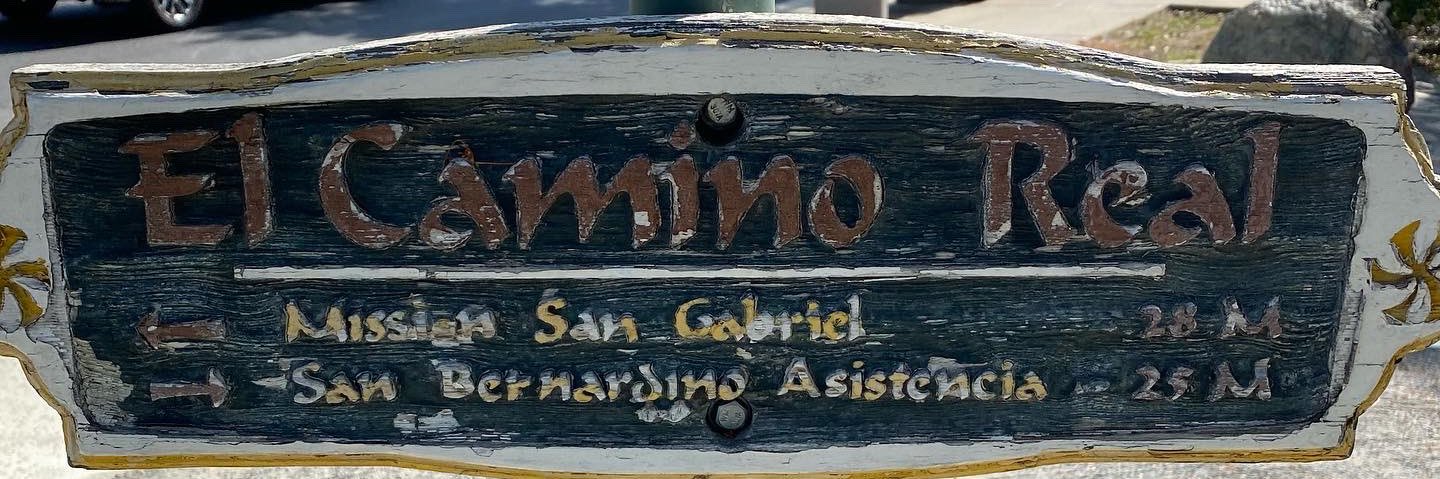 El Camino Real
← Mission San Gabriel 28 M
→ San Bernardino Asistencia - 25 M